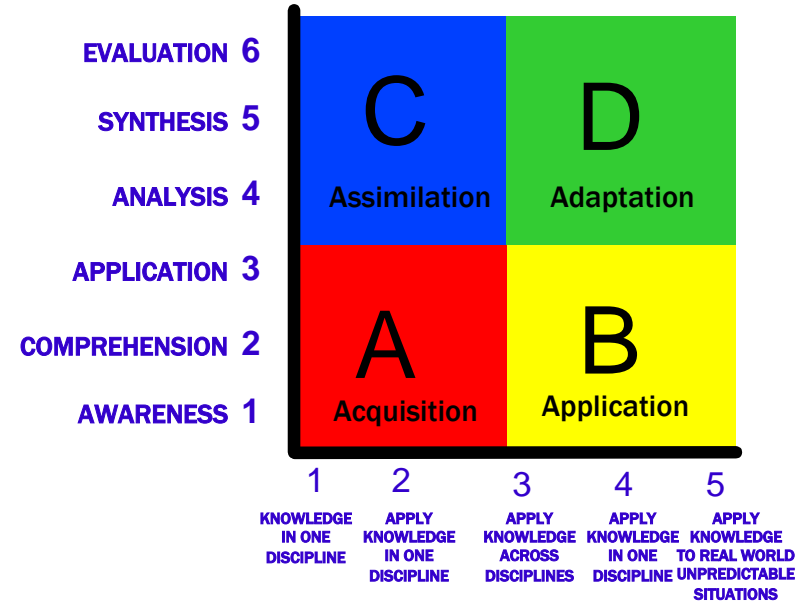 EVALUATION 6
SYNTHESIS 5
ANALYSIS 4
APPLICATION 3
COMPREHENSION 2
AWARENESS 1
C
Assimilation
D
Adaptation
A
Acquisition
B
Application
1
KNOWLEDGE
IN ONE
DISCIPLINE
2
APPLY
KNOWLEDGE
IN ONE
DISCIPLINE
3
APPLY
KNOWLEDGE
ACROSS
DISCIPLINES
4
APPLY
KNOWLEDGE
IN ONE
DISCIPLINE
5
APPLY
KNOWLEDGE
TO REAL WORLD
UNPREDICTABLE
SITUATIONS